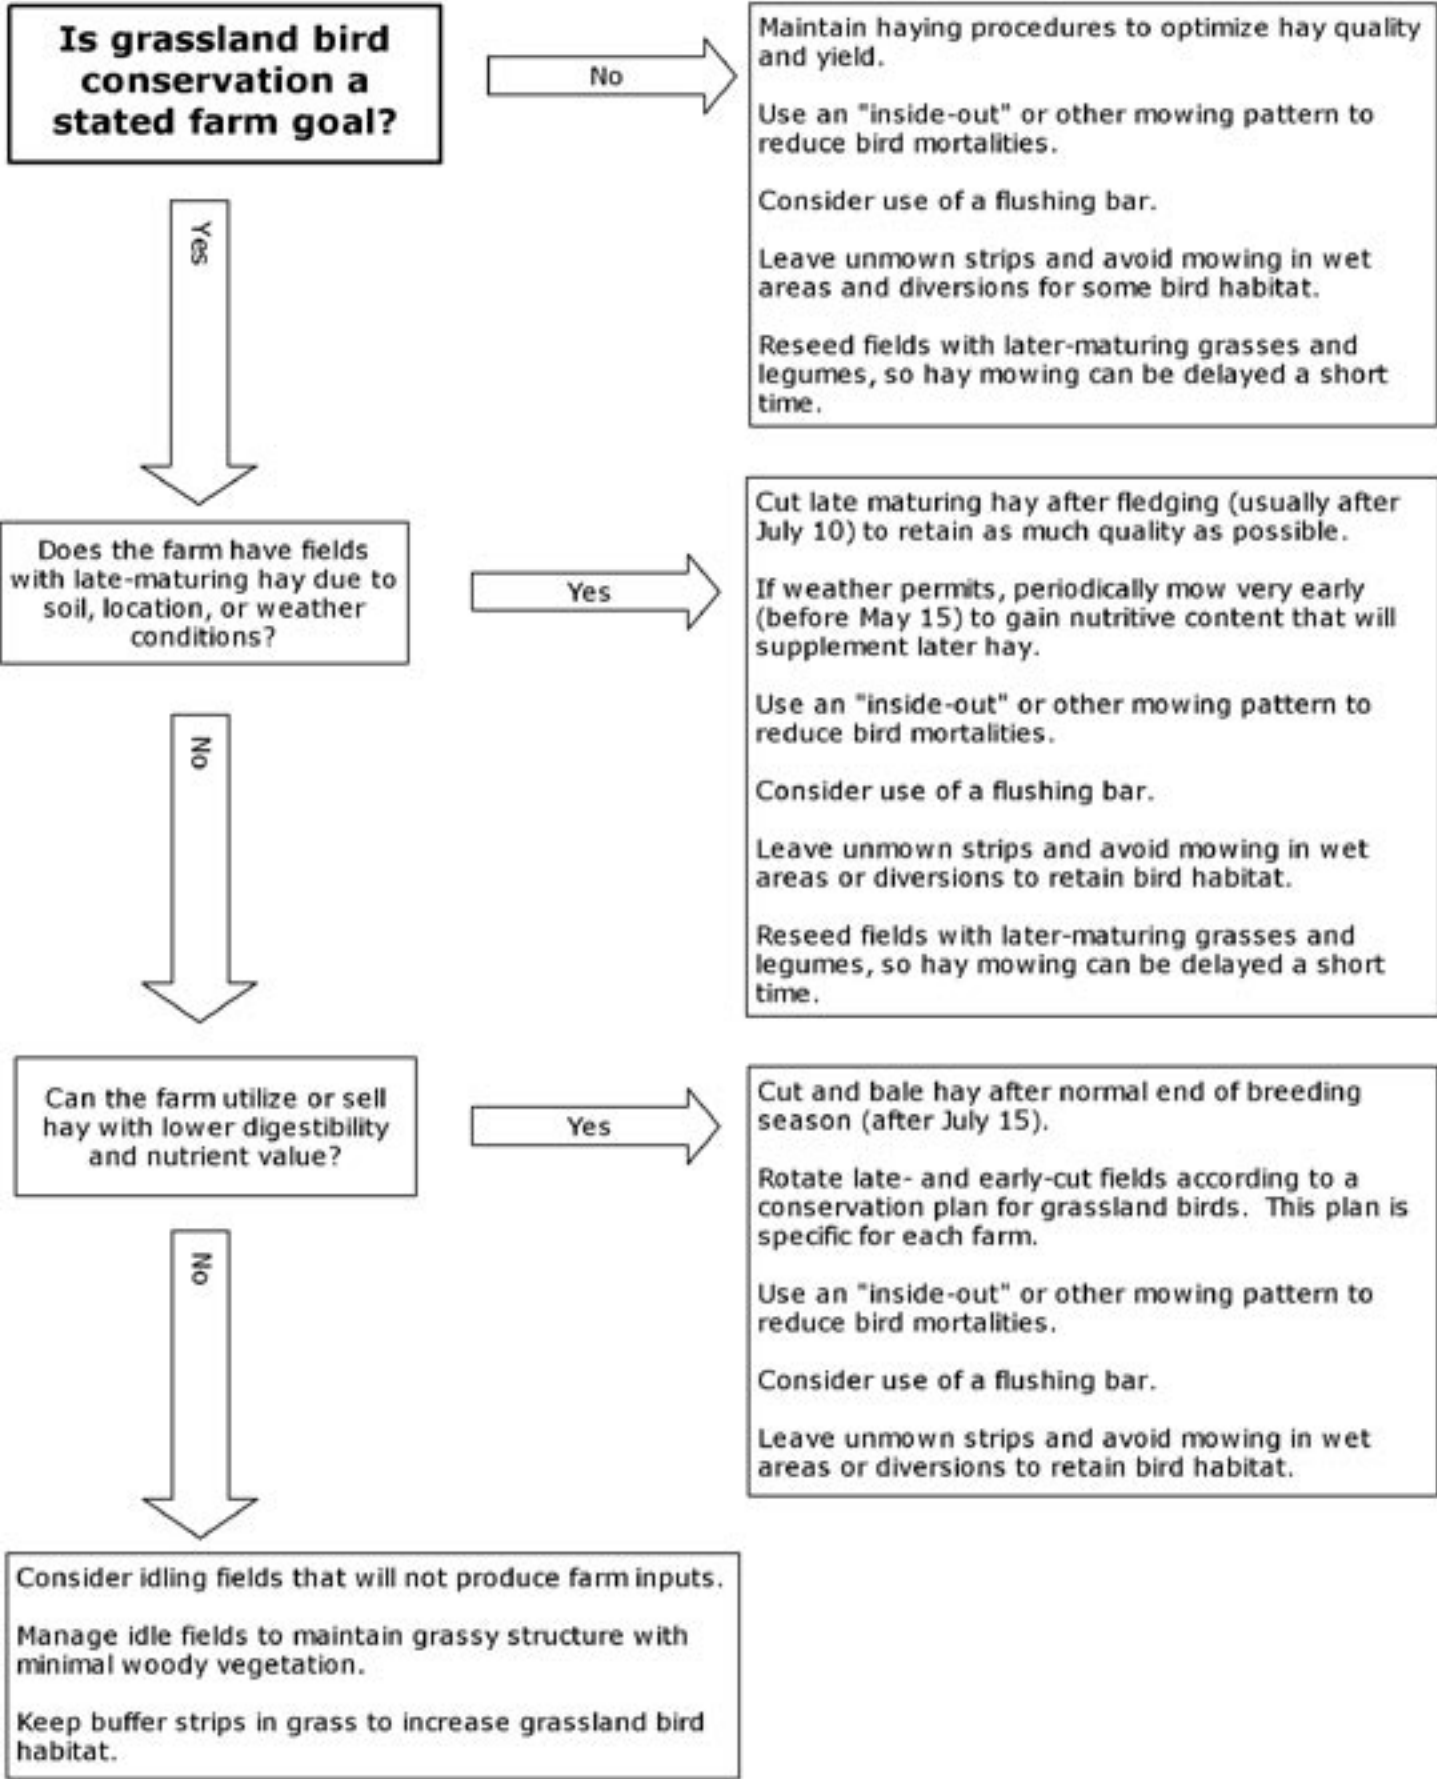 Is grassland bird
conservation a
stated farm goal?
No
Maintain haying procedures to optimize hay quality
and yield.
Use an "inside-out" or other mowing pattern to
reduce bird mortalities.
Consider use of a flushing bar.
Leave unmown strips and avoid mowing in wet
areas and diversions for some bird habitat.
Reseed fields with later-maturing grasses and
legumes, so hay mowing can be delayed a short
time.
Yes
Does the farm have fields
with late-maturing hay due to
soil, location, or weather
conditions?
Yes
Cut late maturing hay after fledging (usually after
July 10) to retain as much quality as possible.
If weather permits, periodically mow very early
(before May 15) to gain nutritive content that will
supplement later hay.
Use an "inside-out" or other mowing pattern to
reduce bird mortalities.
Consider use of a flushing bar.
Leave unmown strips and avoid mowing in wet
areas or diversions to retain bird habitat.
Reseed fields with later-maturing grasses and
legumes, so hay mowing can be delayed a short
time.
No
Can the farm utilize or sell
hay with lower digestibility
and nutrient value?
Yes
Cut and bale hay after normal end of breeding
season (after July 15).
Rotate late- and early-cut fields according to a
conservation plan for grassland birds.  This plan is
specific for each farm.
Use an "inside-out" or other mowing pattern to
reduce bird mortalities.
Consider use of a flushing bar.
Leave unmown strips and avoid mowing in wet
areas or diversions to retain bird habitat.
No
Consider idling fields that will not produce farm inputs.
Manage idle fields to maintain grassy structure with
minimal woody vegetation.
Keep buffer strips in grass to increase grassland bird
habitat.